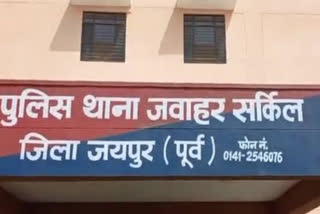 पुलिस थाना जवाहर सर्किल
जिला जयपुर (पूर्व) फोन नं. 0141-2546076